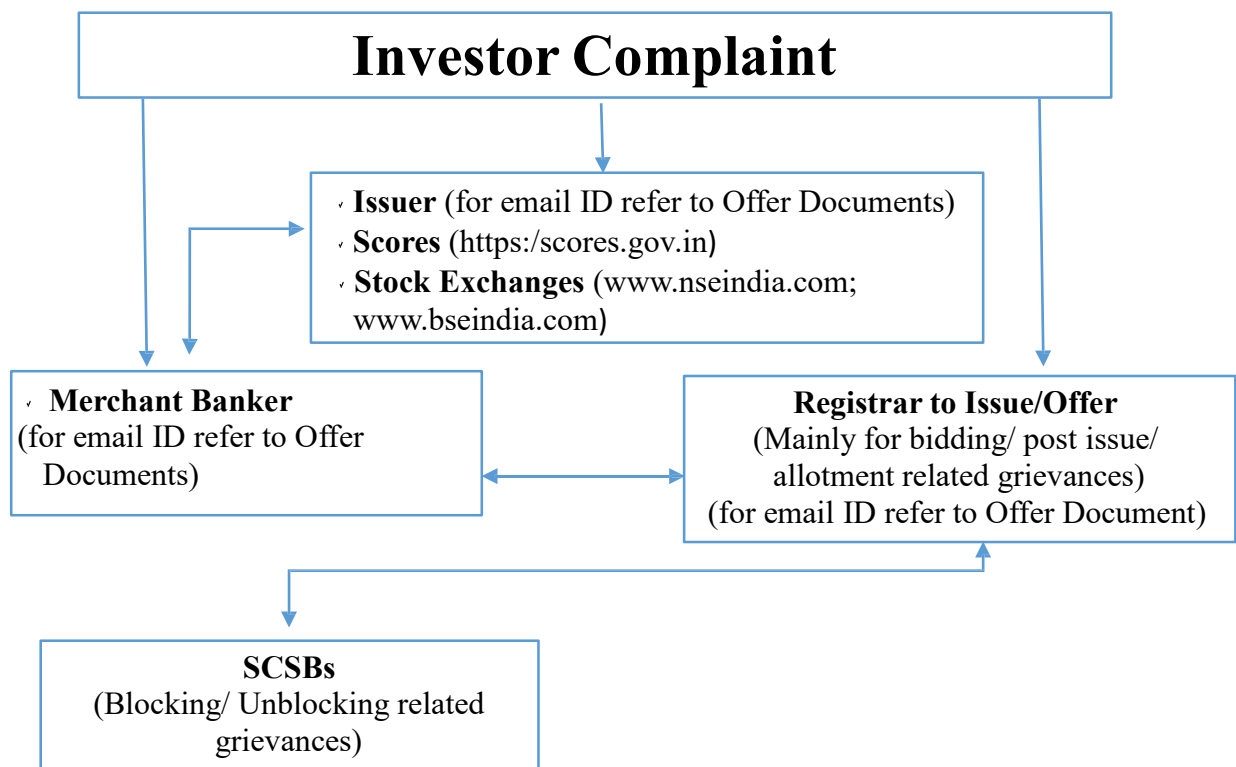 Investor Complaint
✓ Issuer (for email ID refer to Offer Documents)
✓ Scores (https:/scores.gov.in)
✓ Stock Exchanges (www.nseindia.com;
www.bseindia.com)
✓ Merchant Banker
(for email ID refer to Offer
Documents)
Registrar to Issue/Offer
(Mainly for bidding/ post issue/
allotment related grievances)
(for email ID refer to Offer Document)
SCSBs
(Blocking/ Unblocking related
grievances)